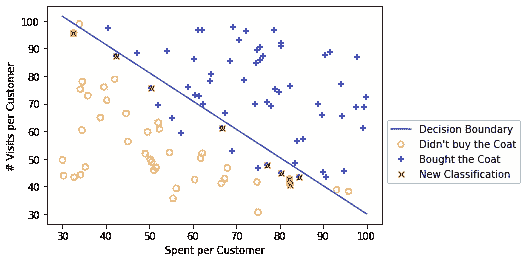 100
90
80
70
60
50
40
30
# Visits per Customer
30
40
50
60
70
80
90
100
Spent per Customer
Decision Boundary
Didn't buy the Coat
Bought the Coat
New Classification